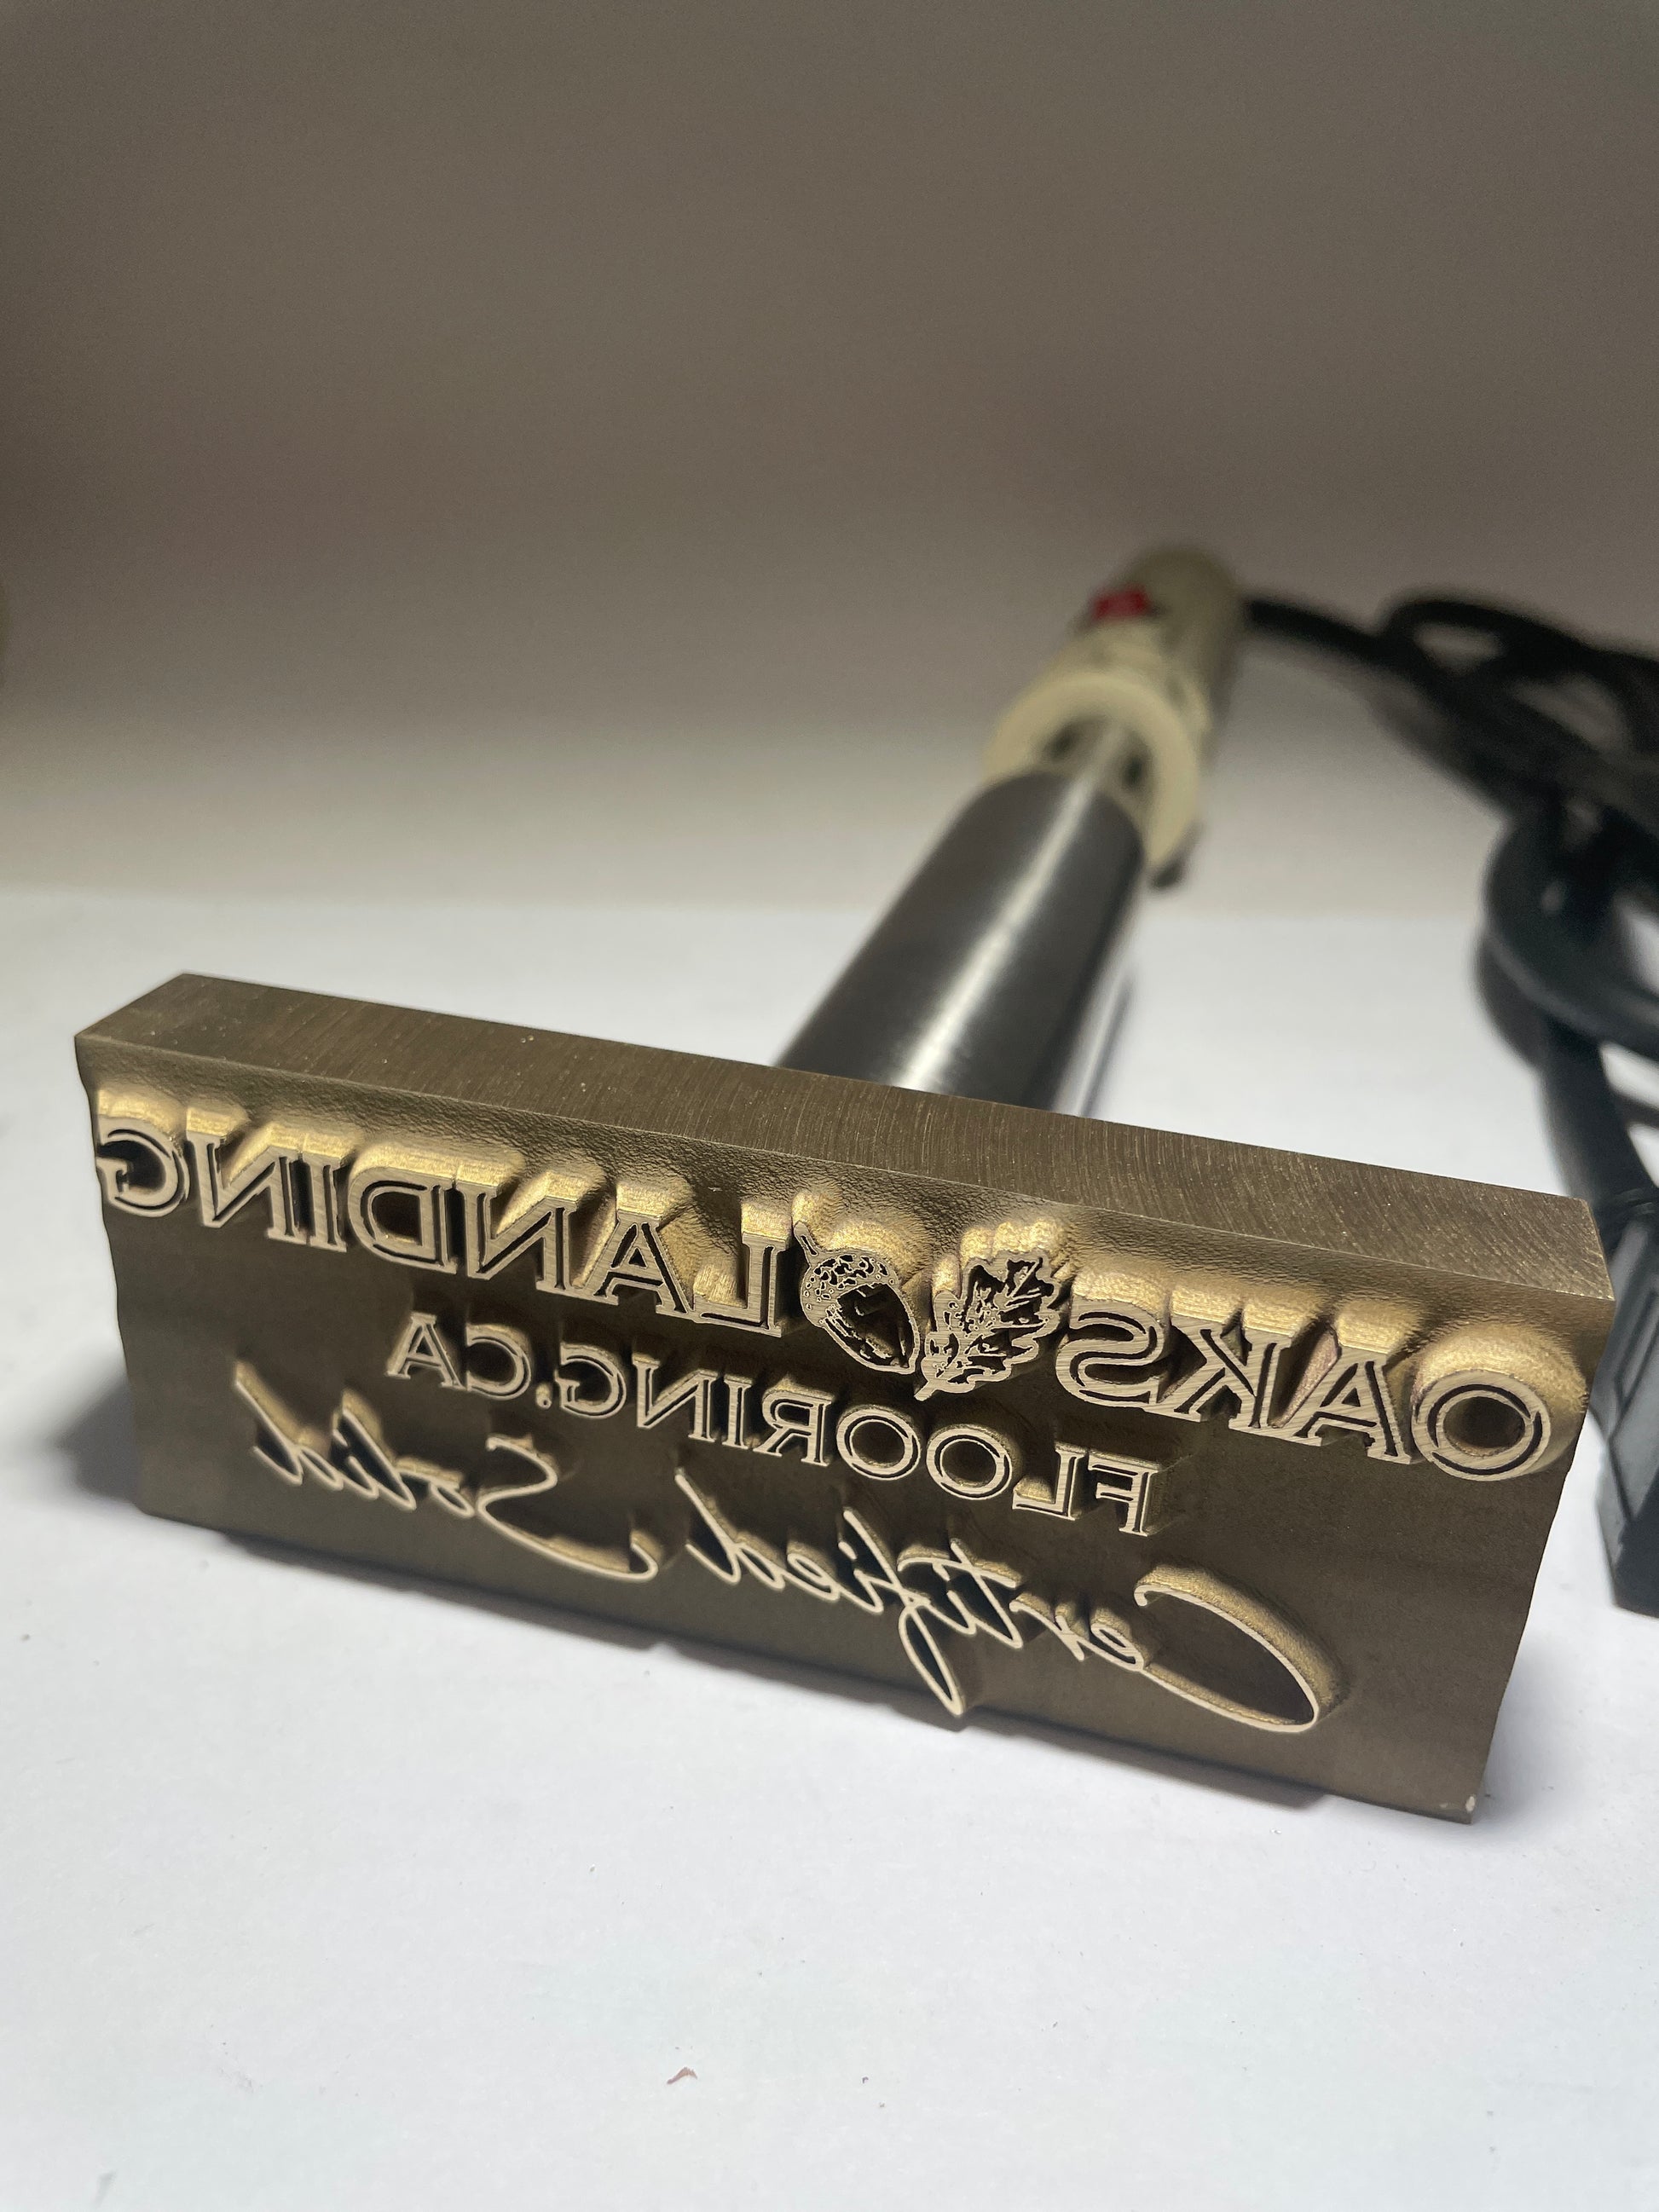 OAKS LANDING
FLOORING.CA
Certified Solid